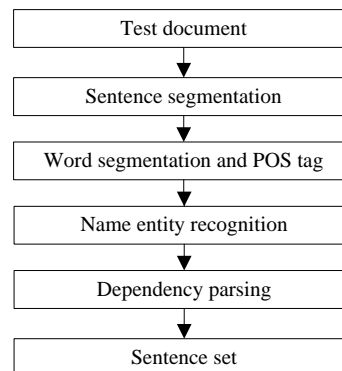 Test document
Sentence segmentation
Word segmentation and POS tag
Name entity recognition
Dependency parsing
Sentence set